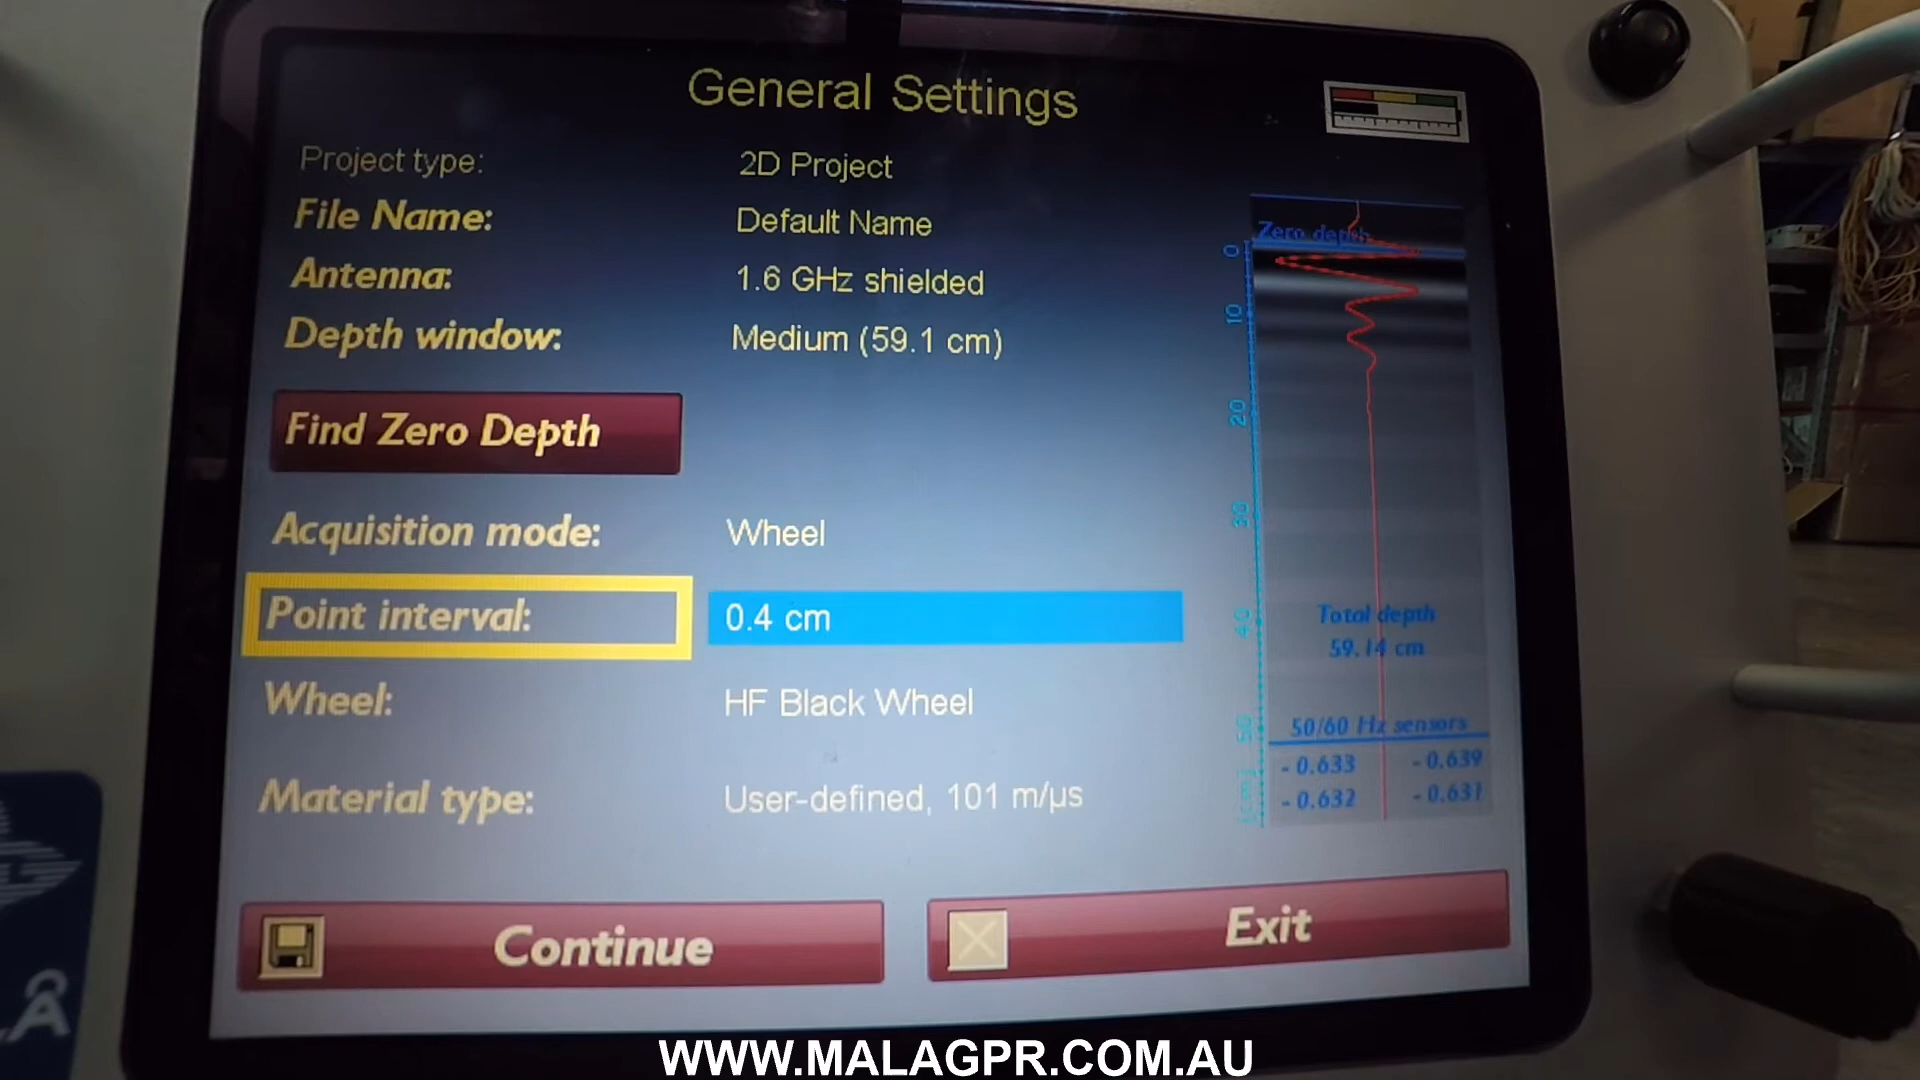 General Settings
Project type: 2D Project
File Name: Default Name
Antenna: 1.6 GHz shielded
Depth window: Medium (59.1 cm)
Find Zero Depth
Acquisition mode: Wheel
Point interval: 0.4 cm
Wheel: HF Black Wheel
Material type: User-defined, 101 m/µs
Continue
Exit
Zero depth
0
10
20
30
40
50
[cm]
Total depth
59.14 cm
50/60 Hz sensors
- 0.633 - 0.639
- 0.632 - 0.637
WWW.MALAGPR.COM.AU